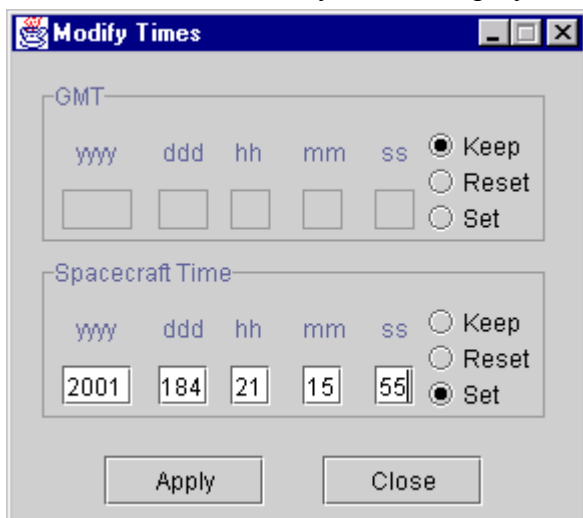 Modify Times
GMT
yyyy ddd hh mm ss
Keep
Reset
Set
Spacecraft Time
yyyy ddd hh mm ss
2001 184 21 15 55
Keep
Reset
Set
Apply Close